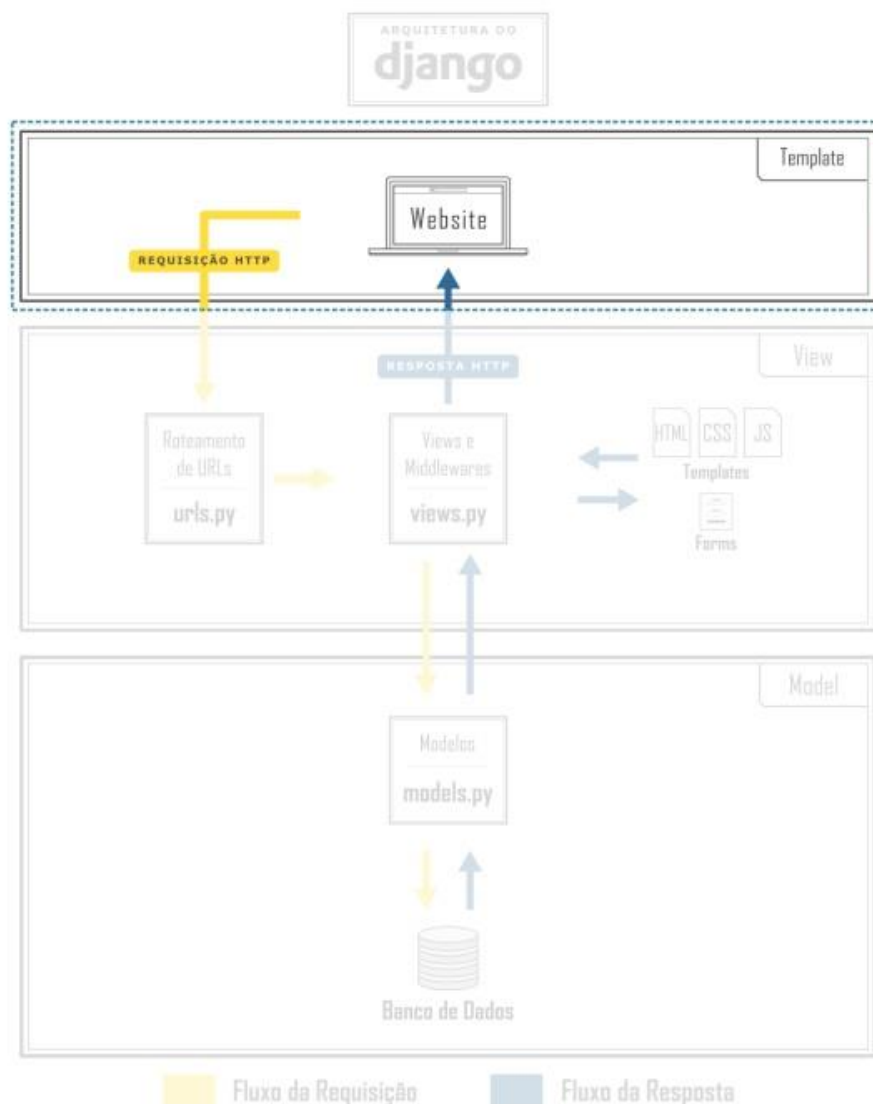 ARQUITETURA DO
django
Template
Website
REQUISIÇÃO HTTP
View
RESPOSTA HTTP
Roteamento
de URLs
urls.py
Views e
Middlewares
views.py
HTML CSS JS
Templates
Forms
Model
Modelos
models.py
Banco de Dados
Fluxo da Requisição
Fluxo da Resposta